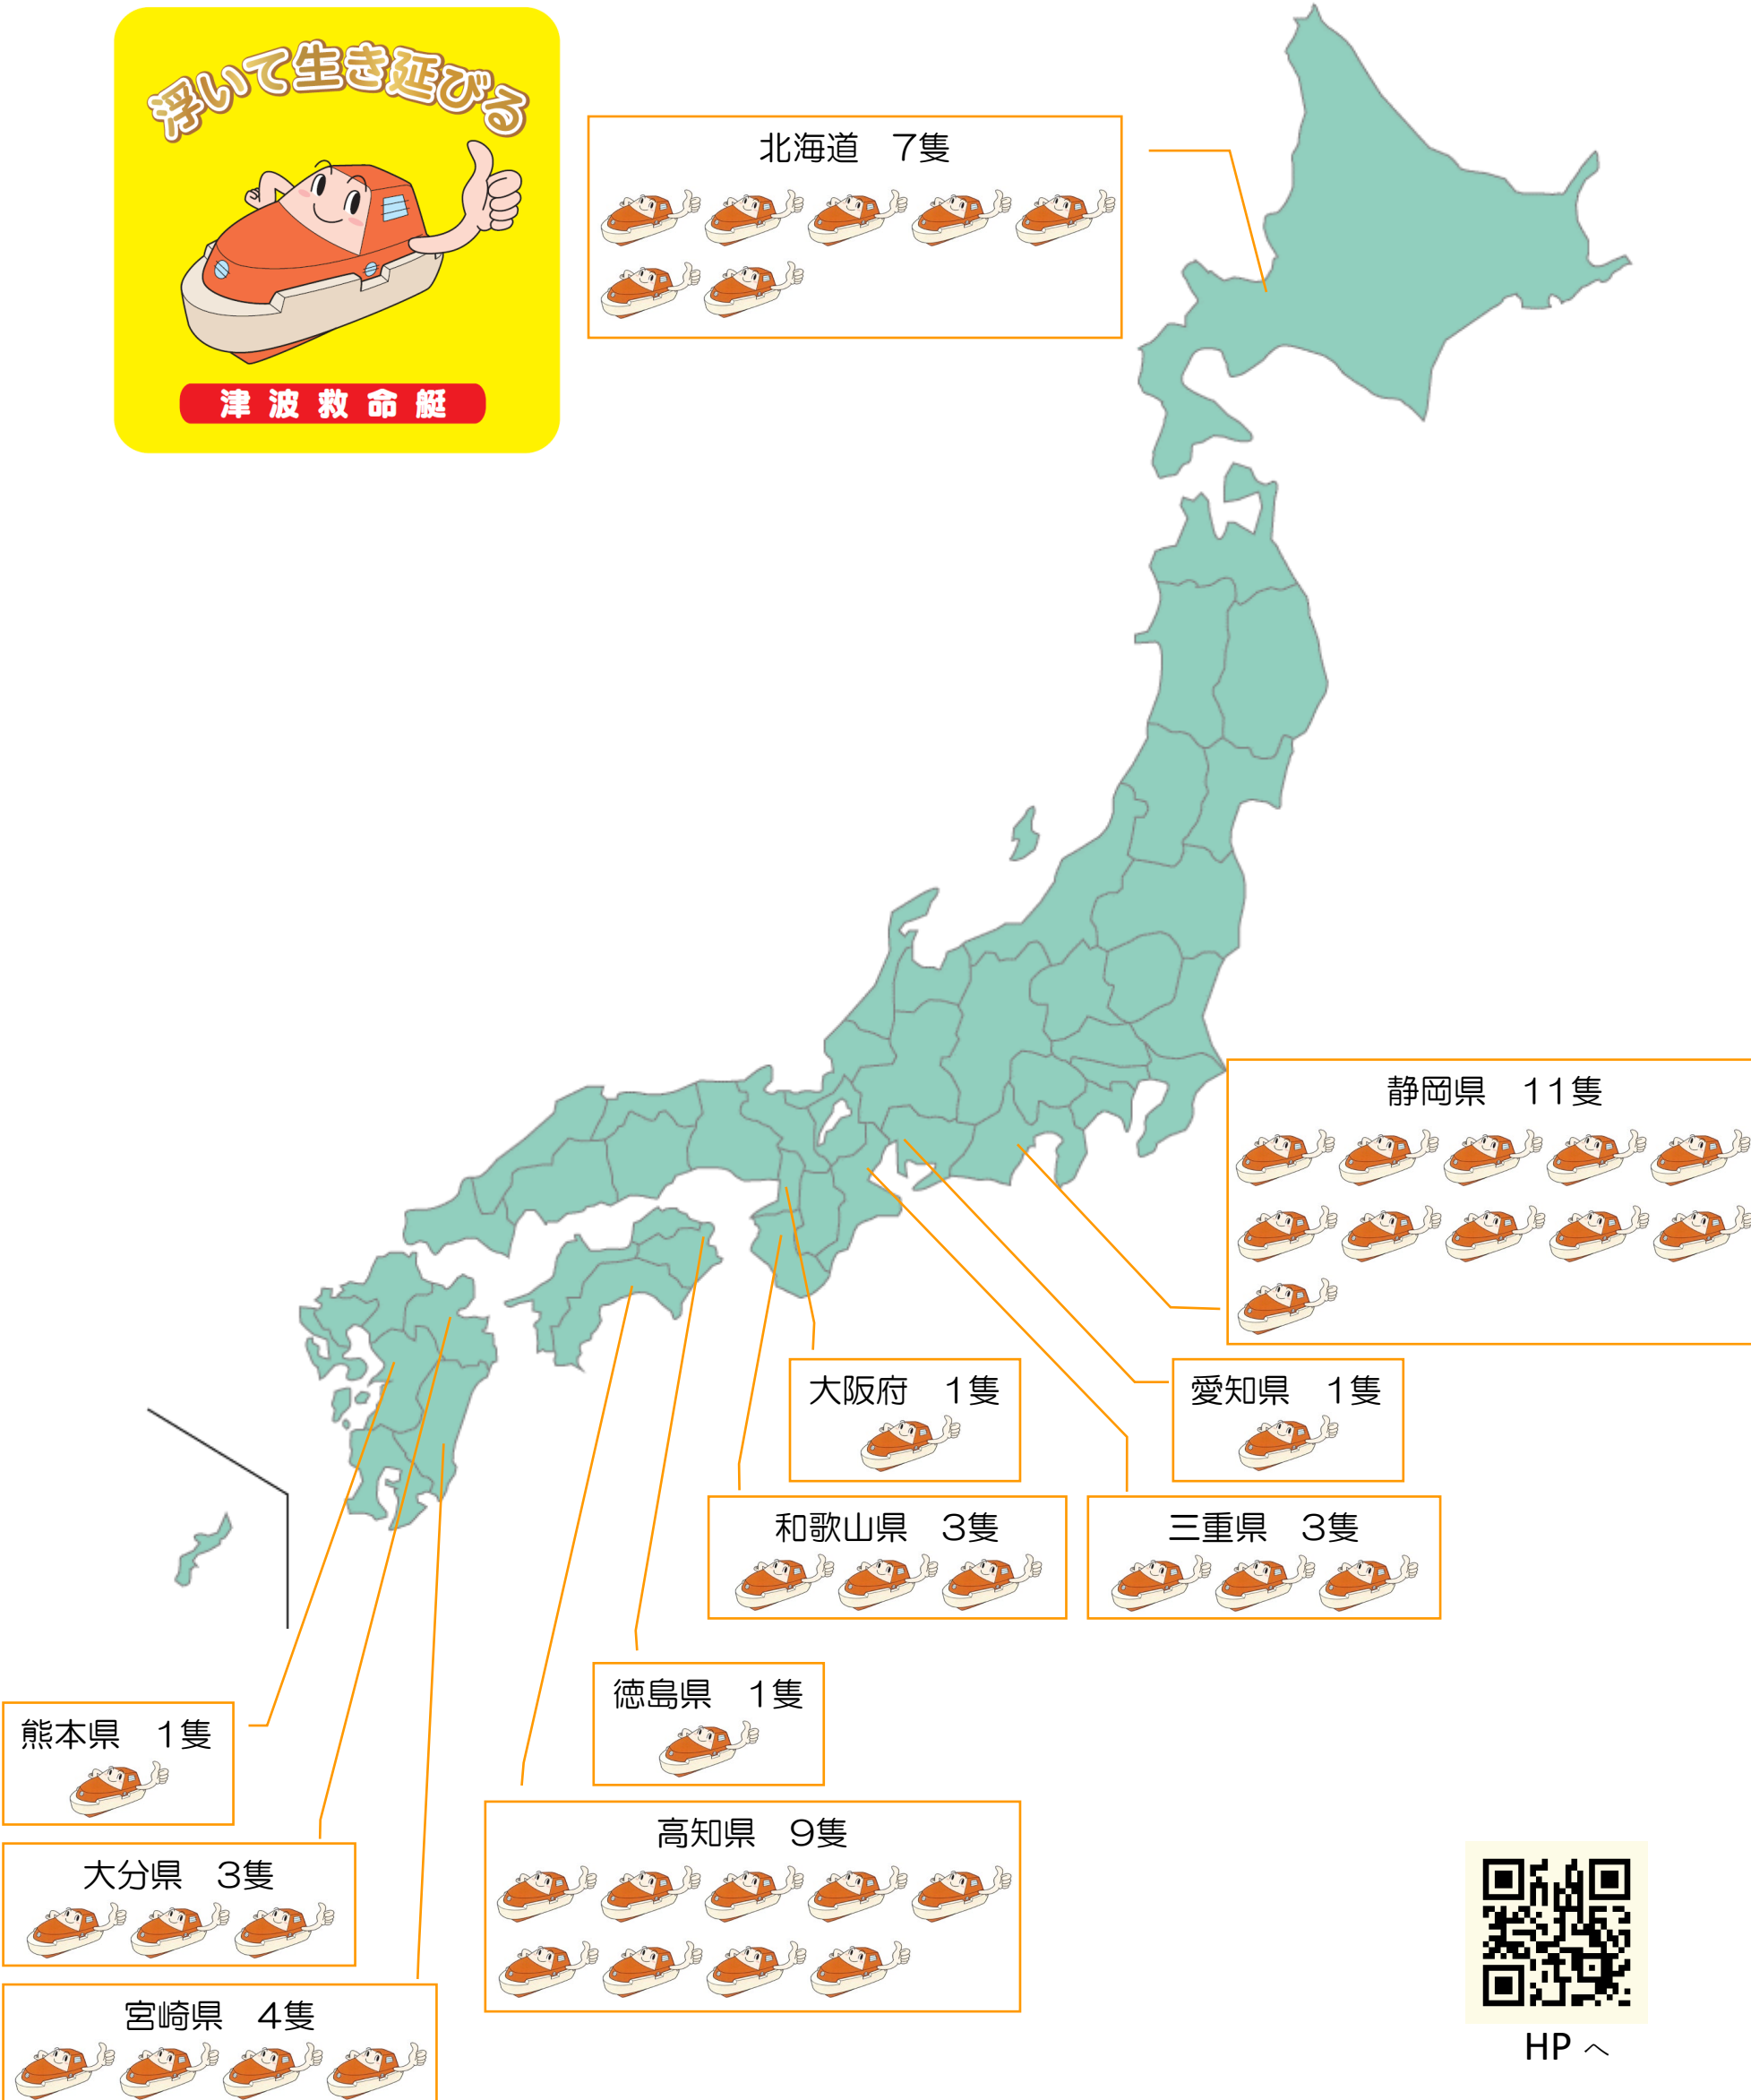 浮いて生き延びる
津波救命艇
北海道　7隻
静岡県　11隻
大阪府　1隻
愛知県　1隻
和歌山県　3隻
三重県　3隻
徳島県　1隻
熊本県　1隻
高知県　9隻
大分県　3隻
宮崎県　4隻
HP へ